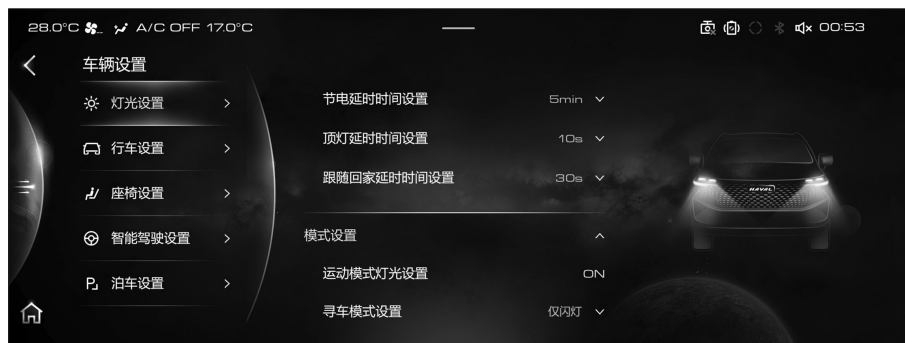 28.0°C A/C OFF 17.0°C
00:53
车辆设置
灯光设置
行车设置
座椅设置
智能驾驶设置
泊车设置
节电延时时间设置 5min
顶灯延时时间设置 10s
跟随回家延时时间设置 30s
模式设置
运动模式灯光设置 ON
寻车模式设置 仅闪灯
HAVAL